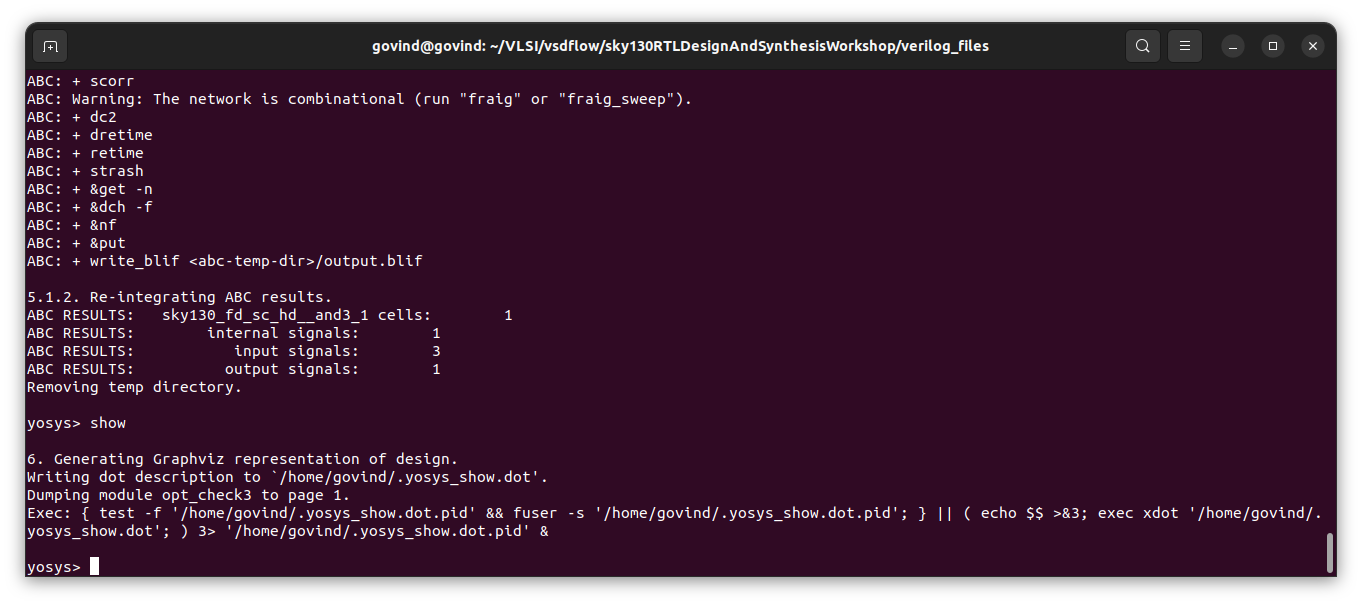 govind@govind: ~/VLSI/vsdflow/sky130RTLDesignAndSynthesisWorkshop/verilog_files
ABC: + scorr
ABC: Warning: The network is combinational (run "fraig" or "fraig_sweep").
ABC: + dc2
ABC: + dretime
ABC: + retime
ABC: + strash
ABC: + &get -n
ABC: + &dch -f
ABC: + &nf
ABC: + &put
ABC: + write_blif <abc-temp-dir>/output.blif
5.1.2. Re-integrating ABC results.
ABC RESULTS:   sky130_fd_sc_hd__and3_1 cells:        1
ABC RESULTS:        internal signals:        1
ABC RESULTS:           input signals:        3
ABC RESULTS:          output signals:        1
Removing temp directory.
yosys> show
6. Generating Graphviz representation of design.
Writing dot description to `/home/govind/.yosys_show.dot'.
Dumping module opt_check3 to page 1.
Exec: { test -f '/home/govind/.yosys_show.dot.pid' && fuser -s '/home/govind/.yosys_show.dot.pid'; } || ( echo $$ >&3; exec xdot '/home/govind/.
yosys_show.dot'; ) 3> '/home/govind/.yosys_show.dot.pid' &
yosys>